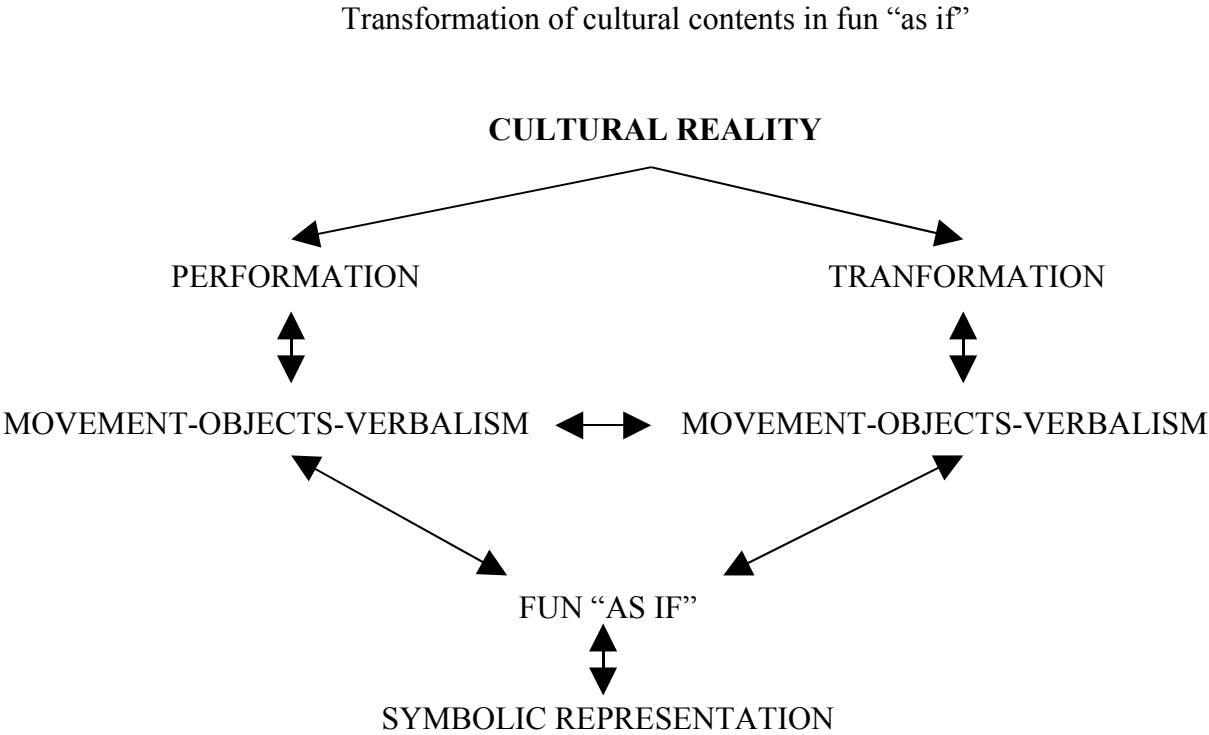 Transformation of cultural contents in fun “as if”
CULTURAL REALITY
PERFORMATION TRANFORMATION
MOVEMENT-OBJECTS-VERBALISM MOVEMENT-OBJECTS-VERBALISM
FUN “AS IF”
SYMBOLIC REPRESENTATION